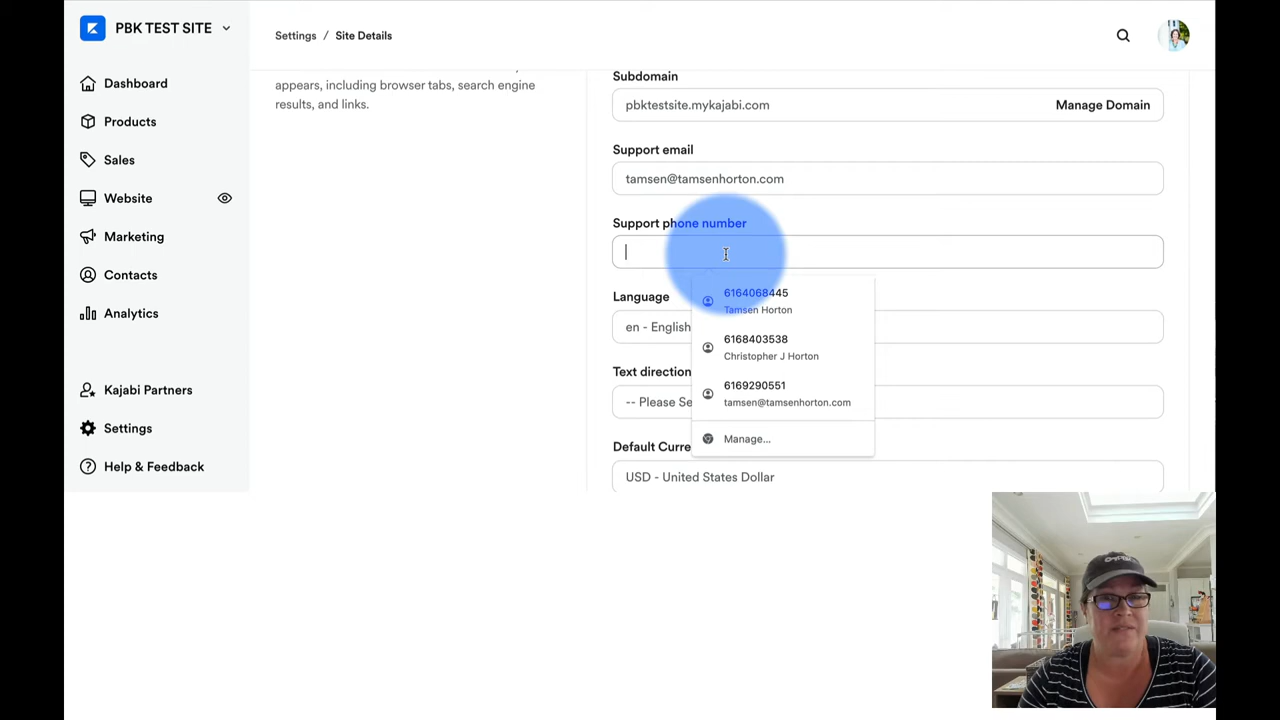 PBK TEST SITE
Dashboard
Products
Sales
Website
Marketing
Contacts
Analytics
Kajabi Partners
Settings
Help & Feedback
Settings / Site Details
appears, including browser tabs, search engine
results, and links.
Subdomain
pbktestsite.mykajabi.com
Manage Domain
Support email
tamsen@tamsenhorton.com
Support phone number
6164068445
Tamsen Horton
6168403538
Christopher J Horton
6169290551
tamsen@tamsenhorton.com
Manage...
Language
en - English
Text direction
-- Please Se
Default Curre
USD - United States Dollar